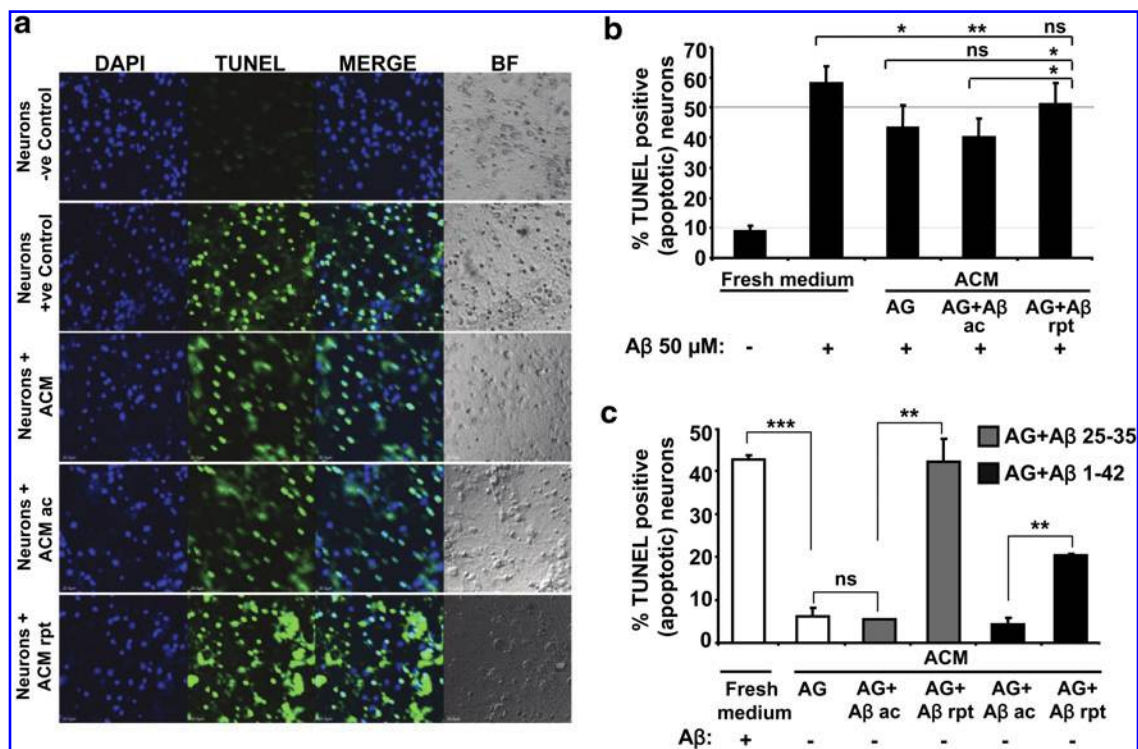 a
DAPI TUNEL MERGE BF
Neurons
-ve Control
Neurons
+ve Control
Neurons +
ACM
Neurons +
ACM ac
Neurons +
ACM rpt
b
* ** ns
ns *
*
% TUNEL positive
(apoptotic) neurons
70
60
50
40
30
20
10
0
Fresh medium ACM
AG AG+Aβ ac AG+Aβ rpt
Aβ 50 µM: - + + + +
c
% TUNEL positive
(apoptotic) neurons
50
40
20
10
0
*** ** ns **
AG+Aβ 25-35
AG+Aβ 1-42
ACM
Fresh medium AG AG+ Aβ ac AG+ Aβ rpt AG+ Aβ ac AG+ Aβ rpt
Aβ: + - - - - -